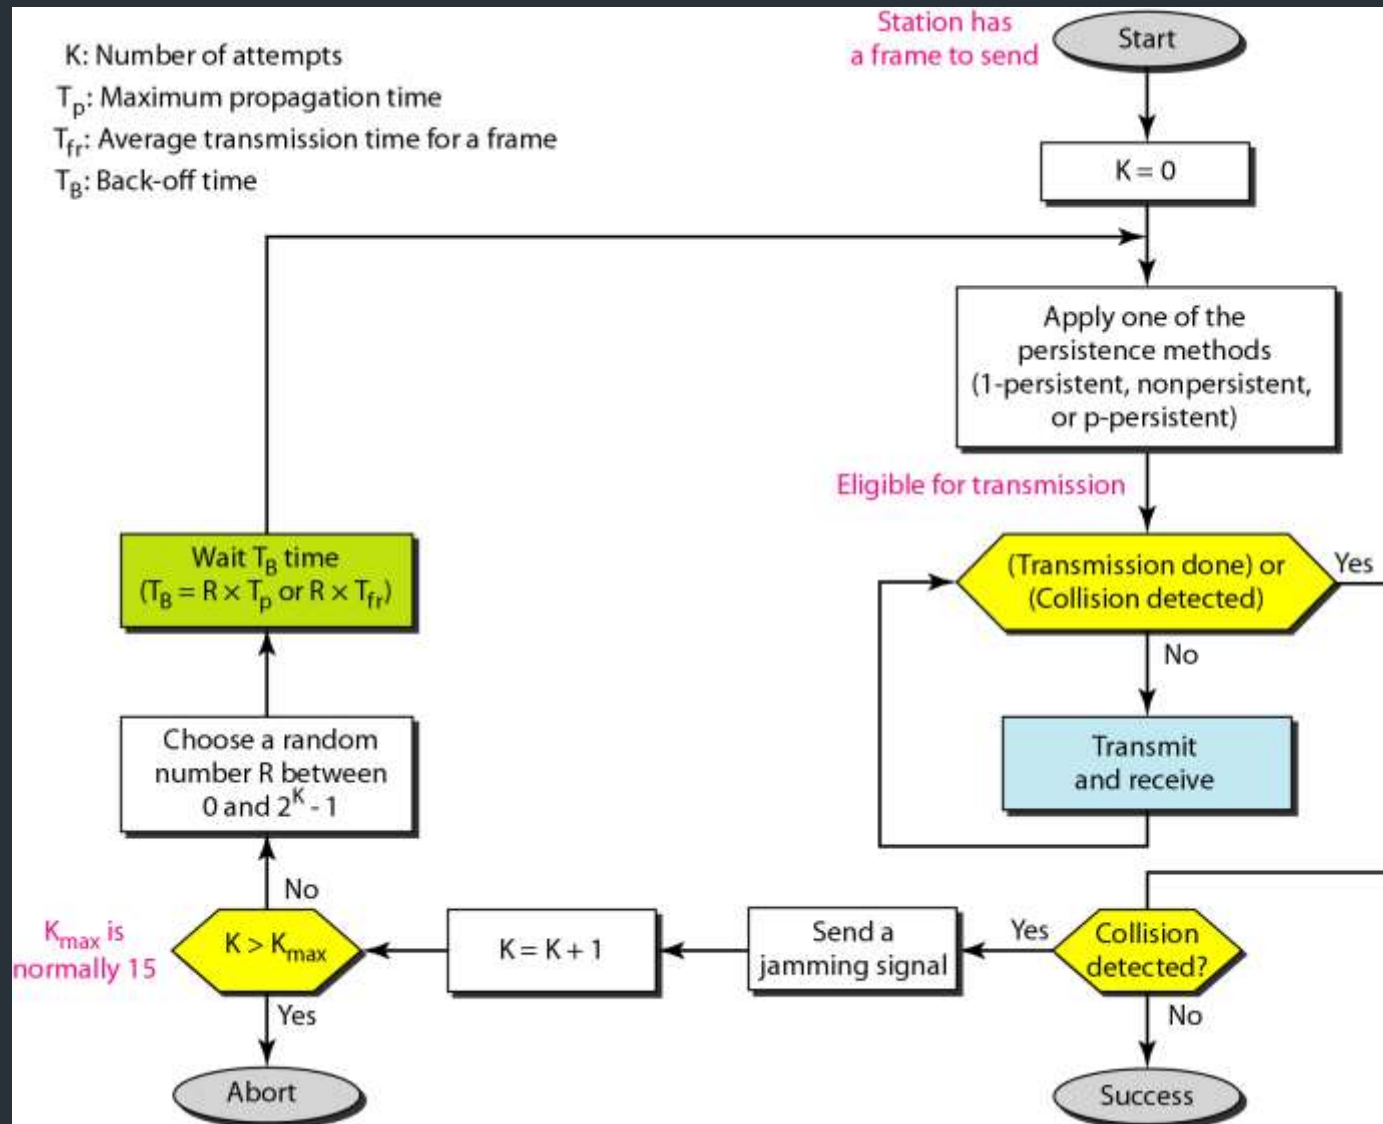 K: Number of attempts
Tp: Maximum propagation time
Tfr: Average transmission time for a frame
TB: Back-off time
Station has
a frame to send
Start
K = 0
Apply one of the
persistence methods
(1-persistent, nonpersistent,
or p-persistent)
Eligible for transmission
(Transmission done) or
(Collision detected)
Yes
No
Transmit
and receive
Wait TB time
(TB = R × Tp or R × Tfr)
Choose a random
number R between
0 and 2^K - 1
No
Kmax is
normally 15
K > Kmax
K = K + 1
Send a
jamming signal
Yes
Collision
detected?
Yes
No
Abort
Success